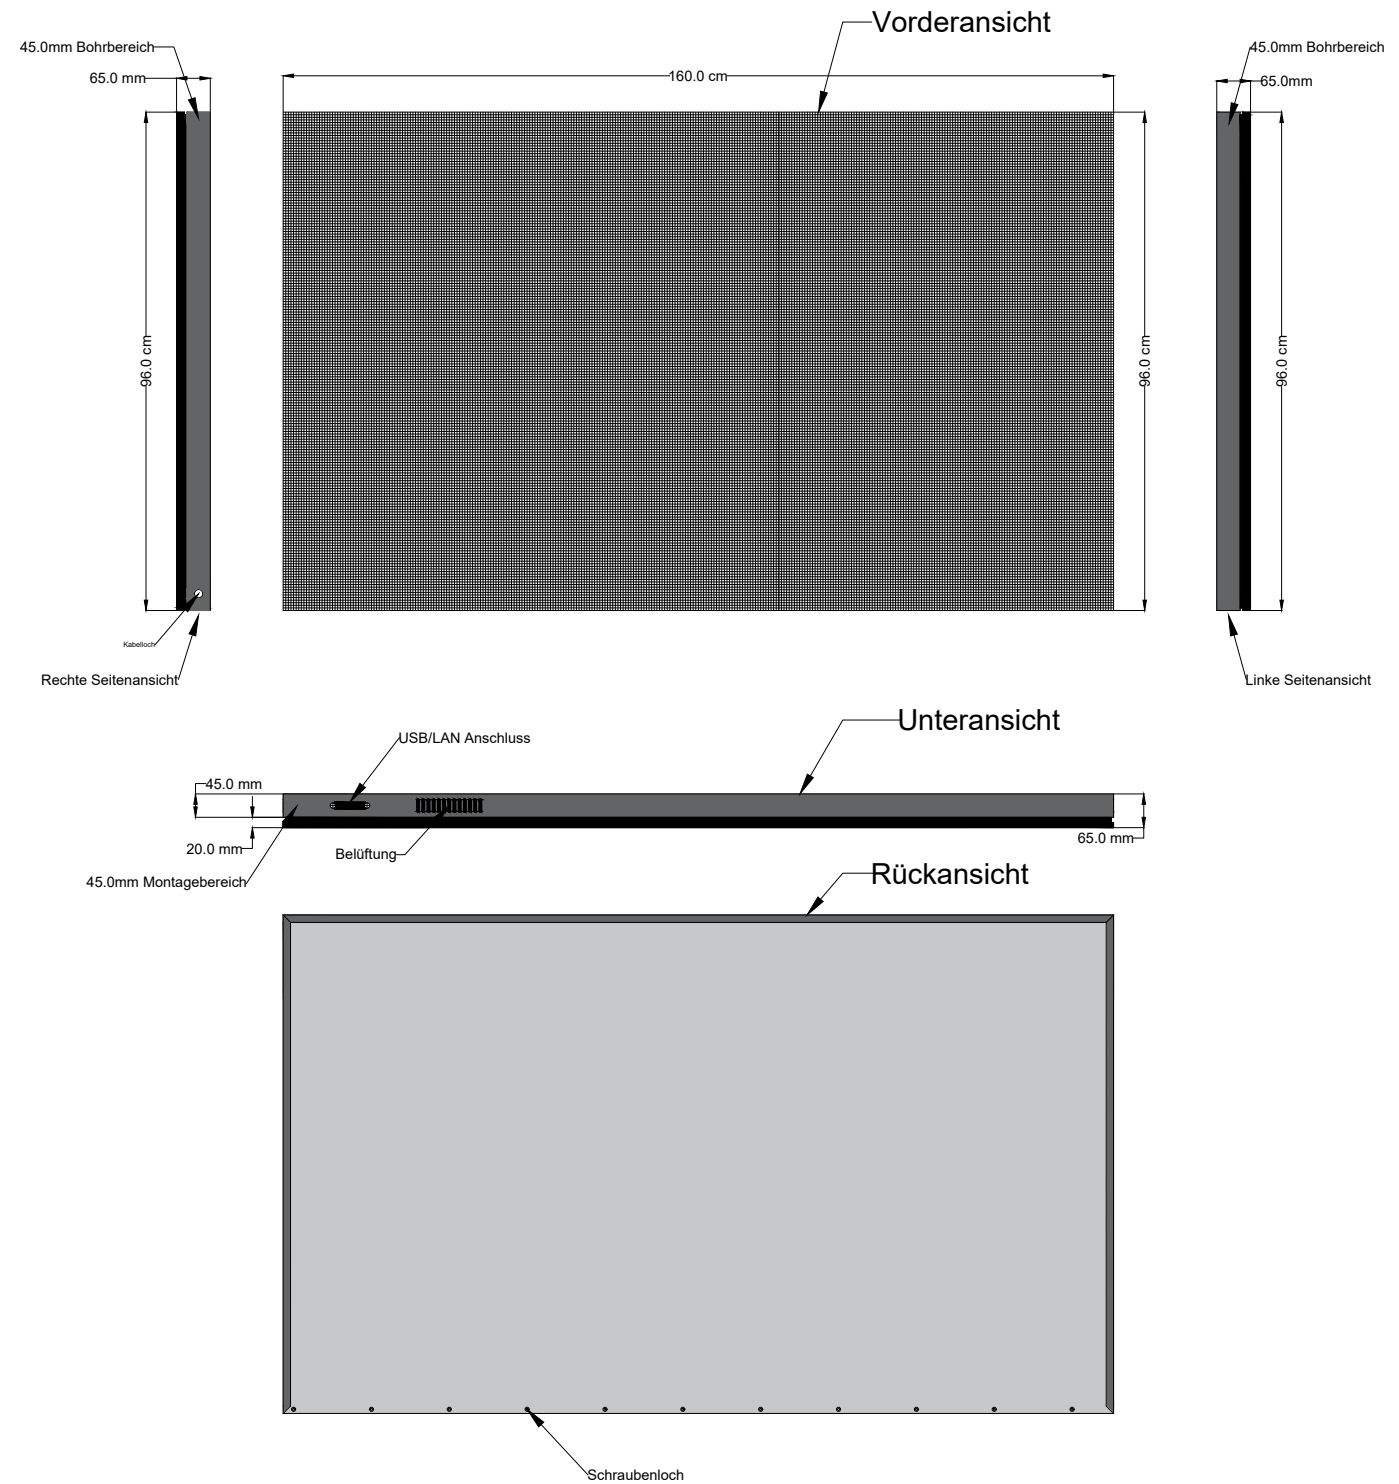 Vorderansicht
45.0mm Bohrbereich
45.0mm Bohrbereich
65.0 mm
160.0 cm
65.0mm
96.0 cm
96.0 cm
96.0 cm
Kabelloch
Rechte Seitenansicht
Linke Seitenansicht
Unteransicht
USB/LAN Anschluss
45.0 mm
20.0 mm
Belüftung
65.0 mm
45.0mm Montagebereich
Rückansicht
Schraubenloch